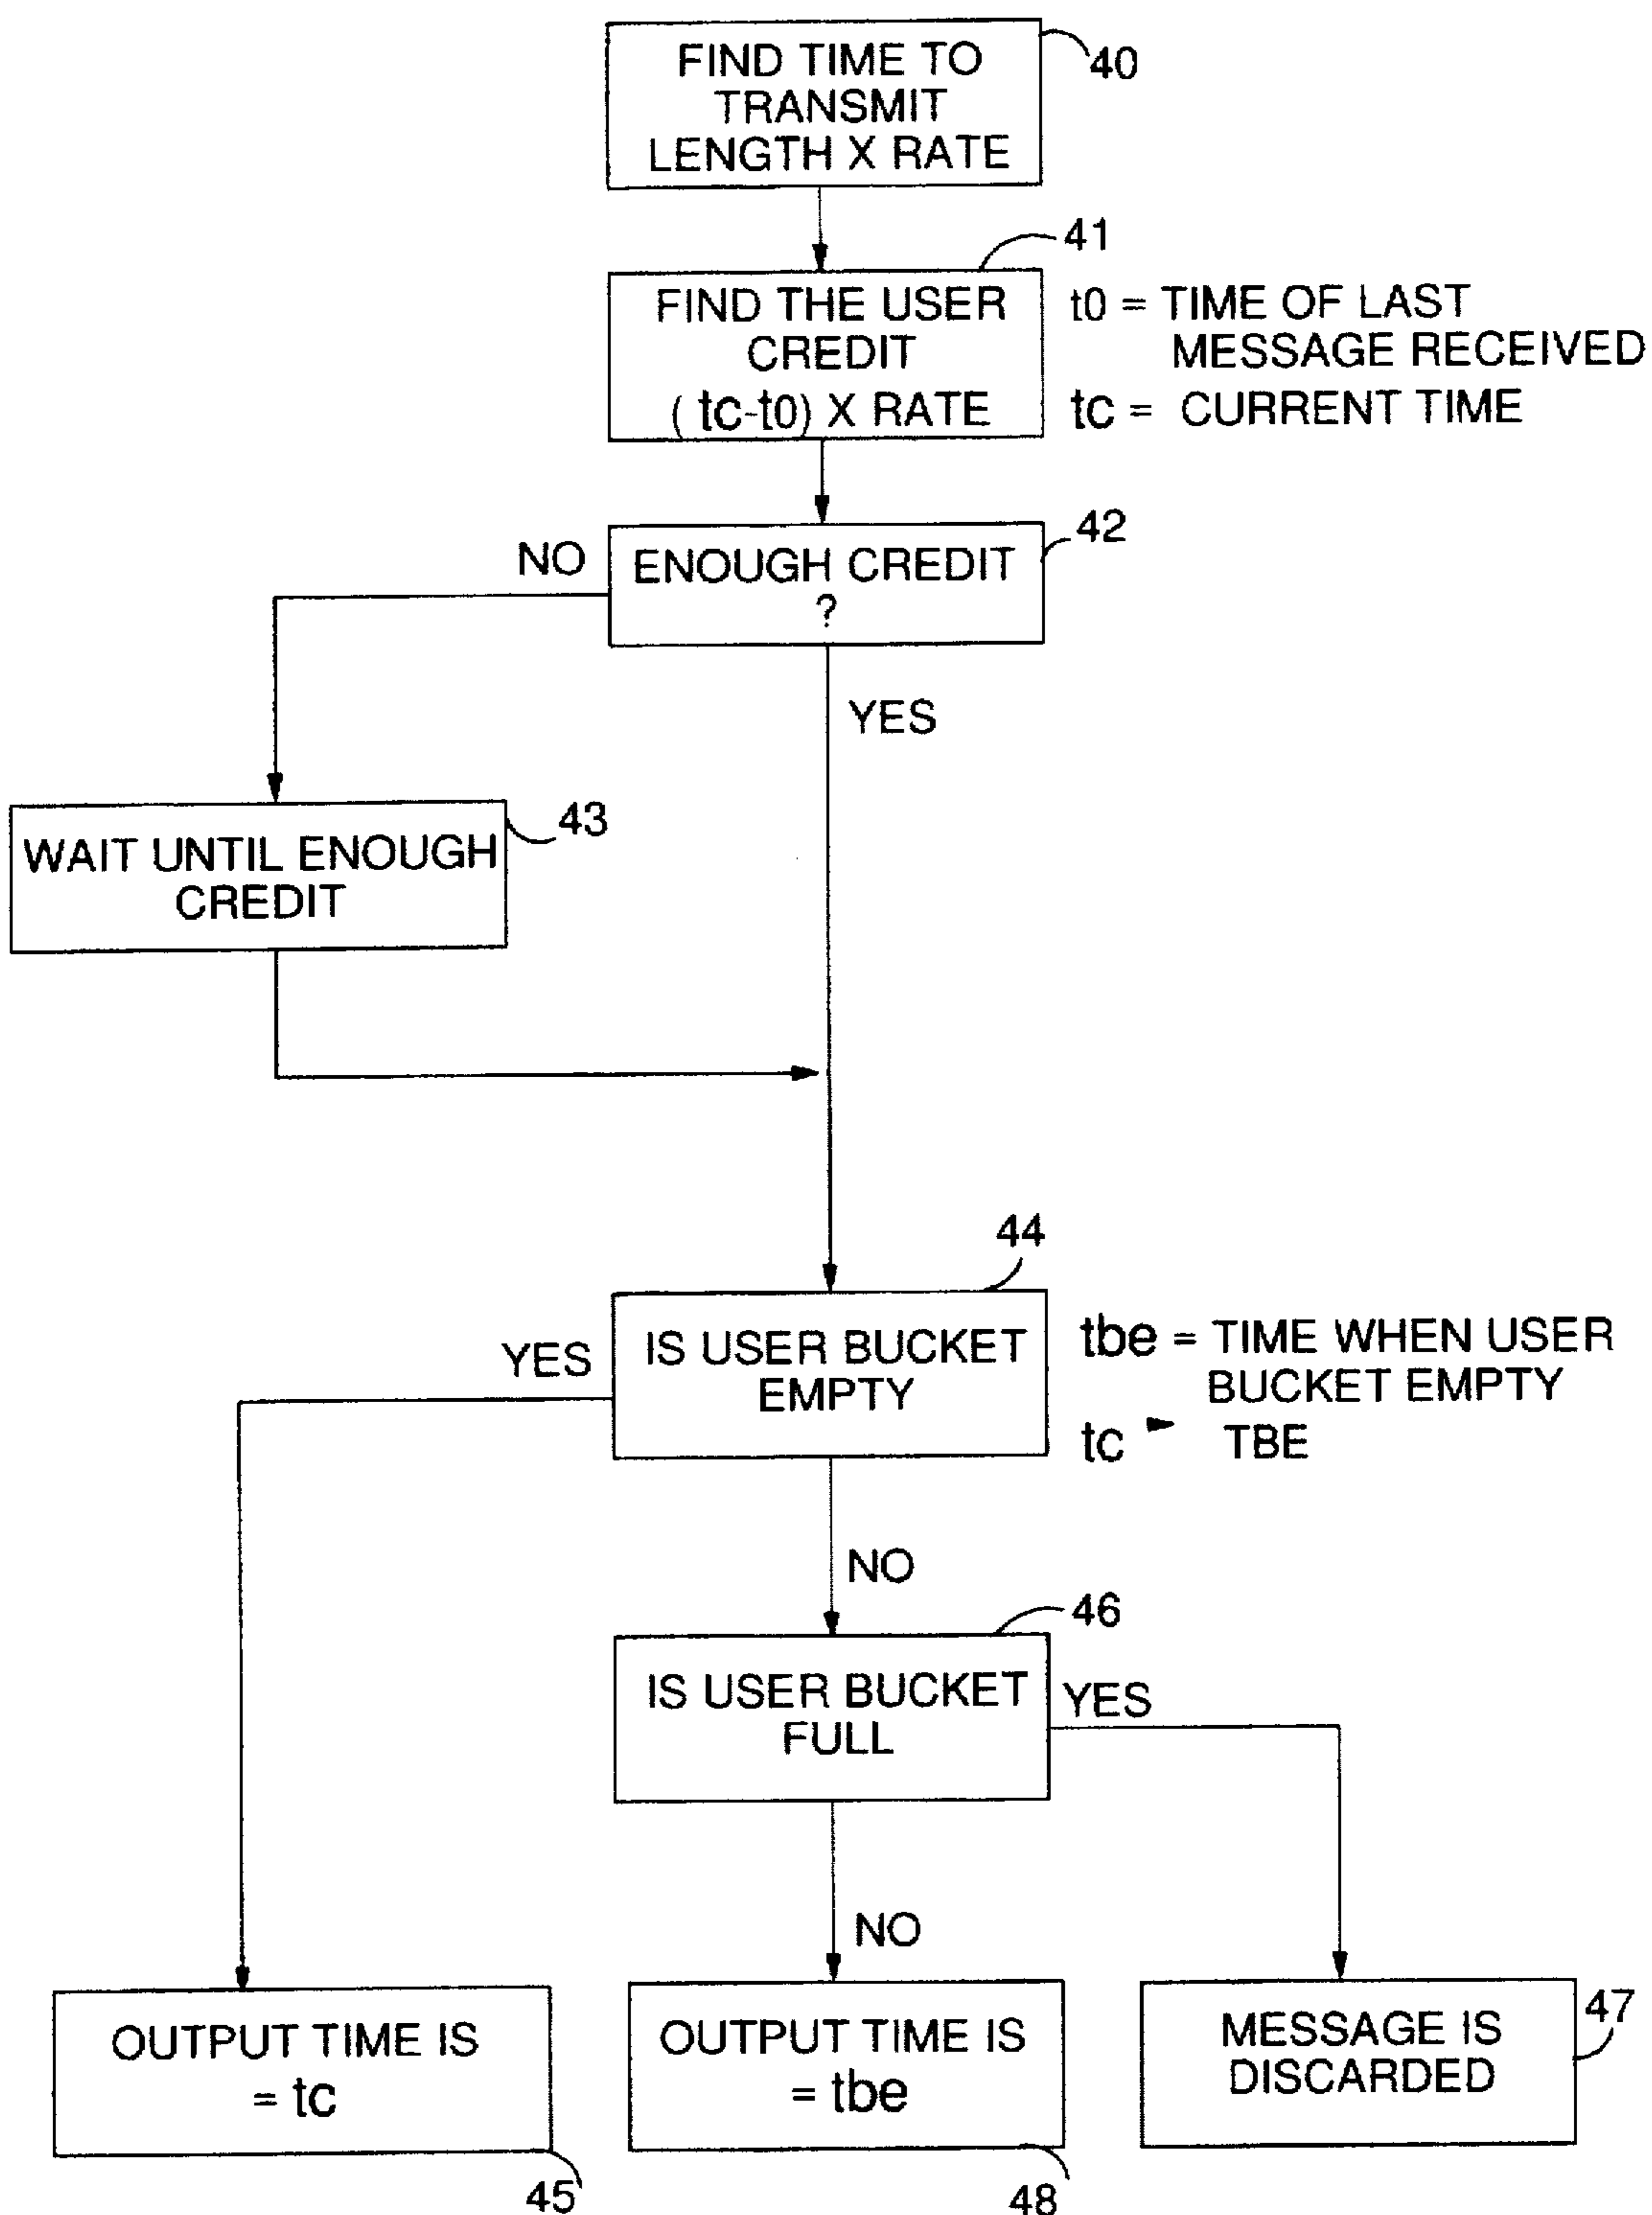 FIND TIME TO
TRANSMIT
LENGTH X RATE
40
41
FIND THE USER
CREDIT
(tc-t0) X RATE
t0 = TIME OF LAST
MESSAGE RECEIVED
tc = CURRENT TIME
42
NO
ENOUGH CREDIT
?
YES
43
WAIT UNTIL ENOUGH
CREDIT
44
YES
IS USER BUCKET
EMPTY
tbe = TIME WHEN USER
BUCKET EMPTY
tc ► TBE
NO
46
IS USER BUCKET
FULL
YES
NO
OUTPUT TIME IS
= tc
45
OUTPUT TIME IS
= tbe
48
MESSAGE IS
DISCARDED
47